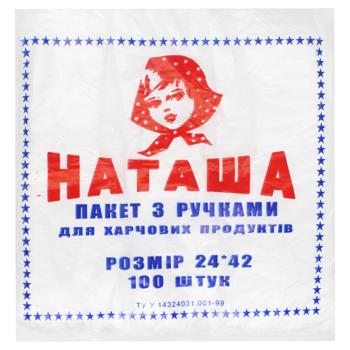 НАТАША
ПАКЕТ З РУЧКАМИ
ДЛЯ ХАРЧОВИХ ПРОДУКТІВ
РОЗМІР 24*42
100 ШТУК
ТУ У 14324031.001-99